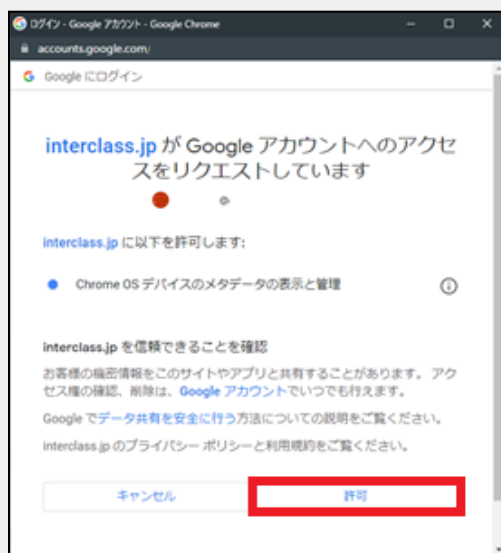 ログイン - Google アカウント - Google Chrome
accounts.google.com/
Google にログイン
interclass.jp が Google アカウントへのアクセ
スをリクエストしています
interclass.jp に以下を許可します:
Chrome OS デバイスのメタデータの表示と管理
interclass.jp を信頼できることを確認
お客様の機密情報をこのサイトやアプリと共有することがあります。 アク
セス権の確認、削除は、Google アカウントでいつでも行えます。
Google でデータ共有を安全に行う方法についての説明をご覧ください。
interclass.jp のプライバシー ポリシーと利用規約をご覧ください。
キャンセル
許可